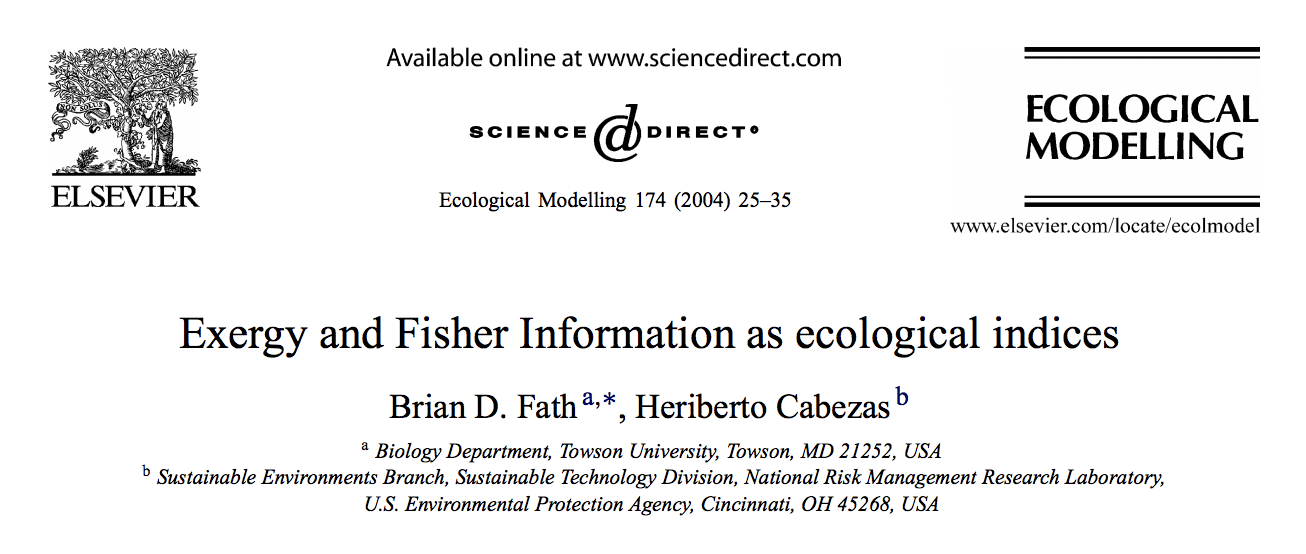 Available online at www.sciencedirect.com
SCIENCE @ DIRECT®
Ecological Modelling 174 (2004) 25–35
ELSEVIER
ECOLOGICAL
MODELLING
www.elsevier.com/locate/ecolmodel
Exergy and Fisher Information as ecological indices
Brian D. Fath a,*, Heriberto Cabezas b
a Biology Department, Towson University, Towson, MD 21252, USA
b Sustainable Environments Branch, Sustainable Technology Division, National Risk Management Research Laboratory,
U.S. Environmental Protection Agency, Cincinnati, OH 45268, USA